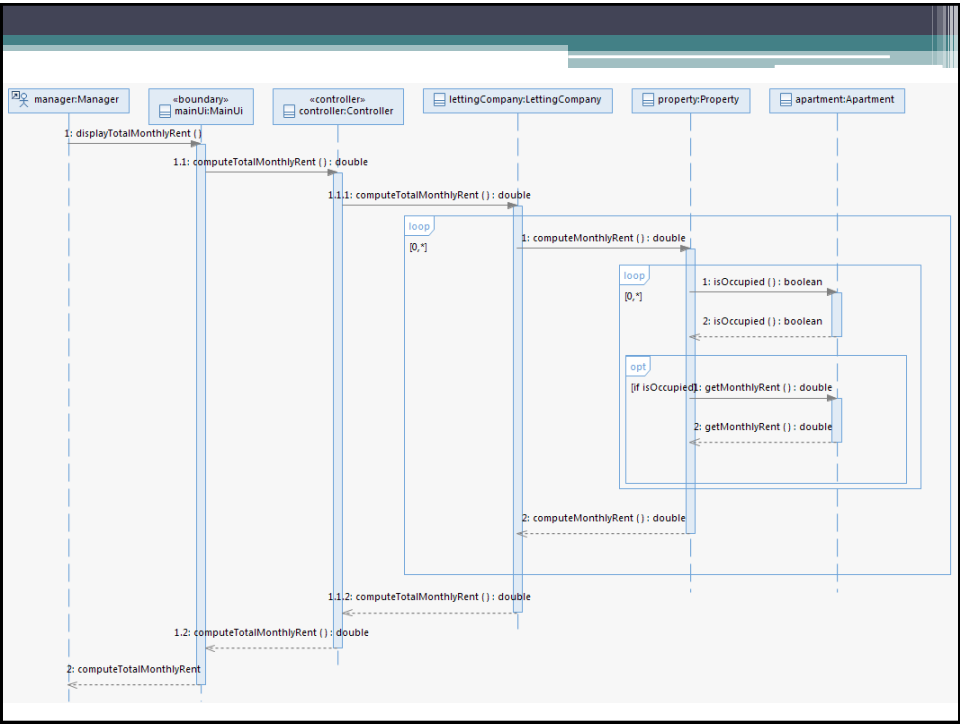 manager:Manager
«boundary»
mainUi:MainUi
«controller»
controller:Controller
lettingCompany:LettingCompany
property:Property
apartment:Apartment
1: displayTotalMonthlyRent ( )
1.1: computeTotalMonthlyRent ( ) : double
1.1.1: computeTotalMonthlyRent ( ) : double
loop
[0,*]
1: computeMonthlyRent ( ) : double
loop
[0,*]
1: isOccupied ( ) : boolean
2: isOccupied ( ) : boolean
opt
[if isOccupied]
1: getMonthlyRent ( ) : double
2: getMonthlyRent ( ) : double
2: computeMonthlyRent ( ) : double
1.1.2: computeTotalMonthlyRent ( ) : double
1.2: computeTotalMonthlyRent ( ) : double
2: computeTotalMonthlyRent